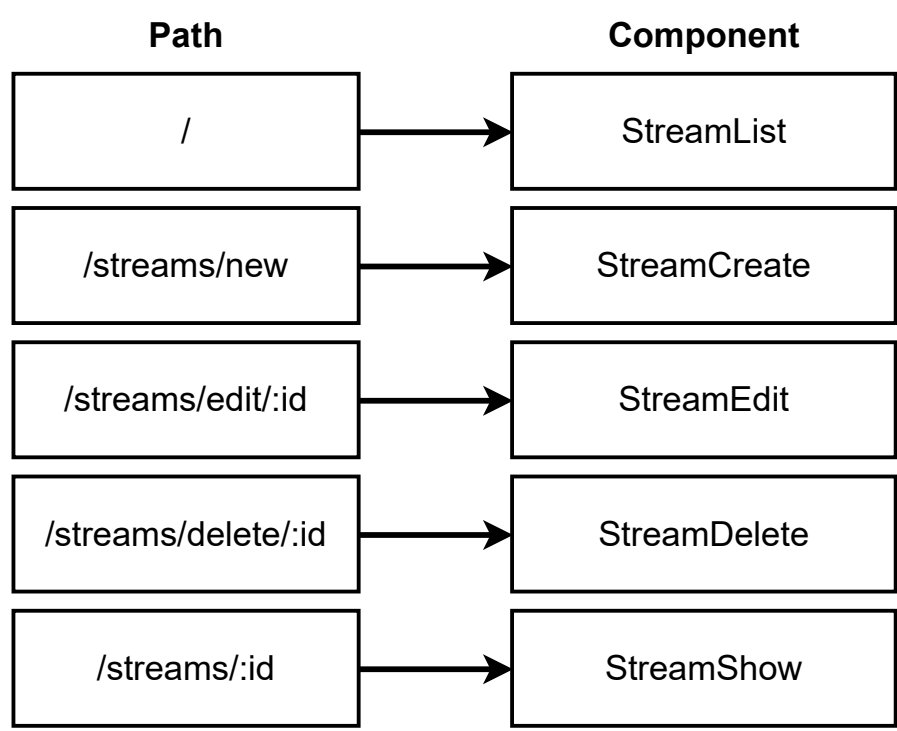 Path Component
/ StreamList
/streams/new StreamCreate
/streams/edit/:id StreamEdit
/streams/delete/:id StreamDelete
/streams/:id StreamShow